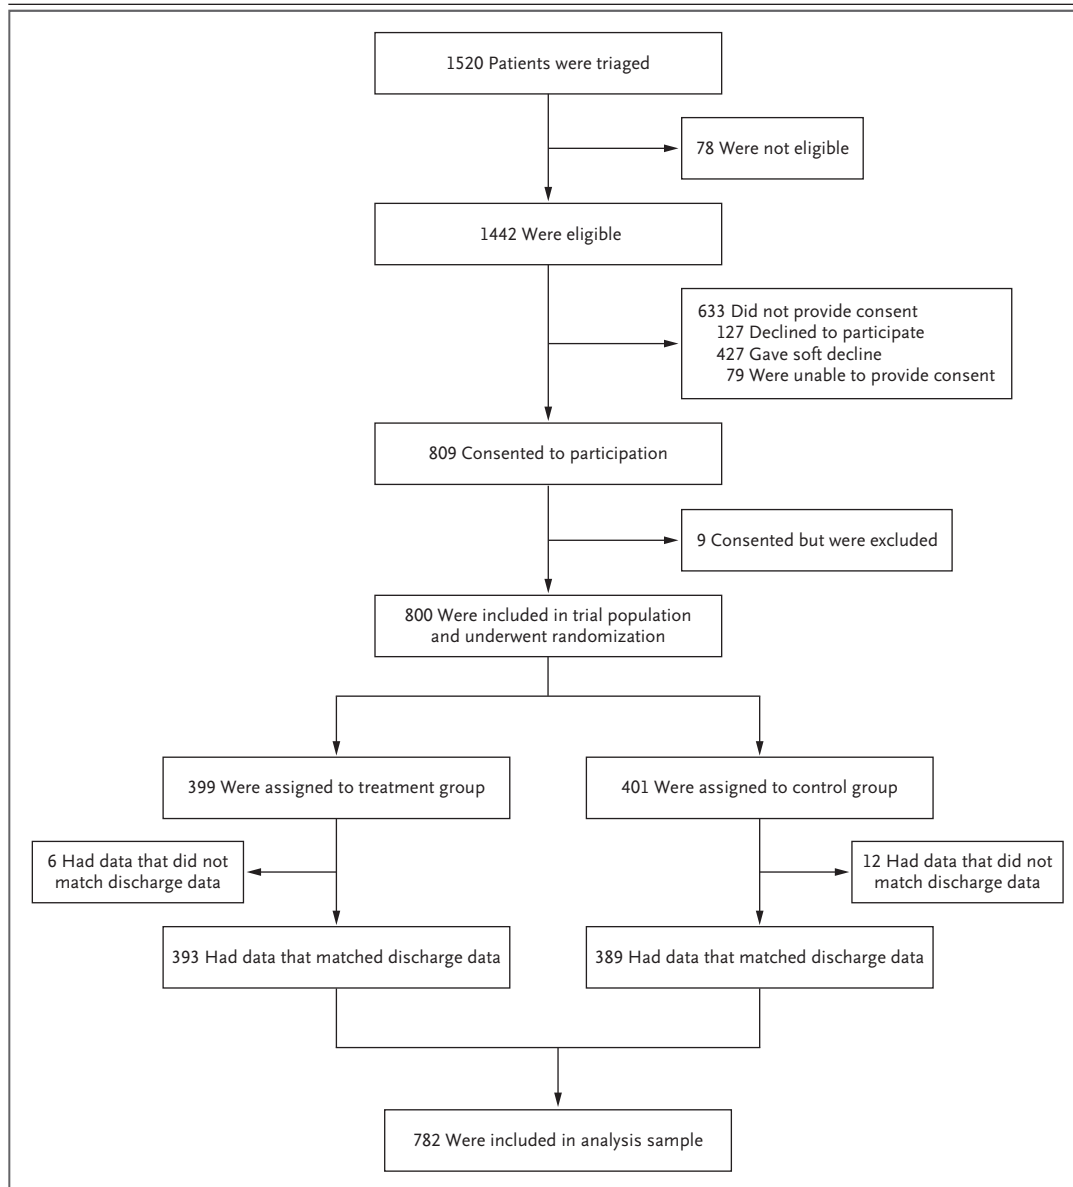 1520 Patients were triaged
78 Were not eligible
1442 Were eligible
633 Did not provide consent
127 Declined to participate
427 Gave soft decline
79 Were unable to provide consent
809 Consented to participation
9 Consented but were excluded
800 Were included in trial population
and underwent randomization
399 Were assigned to treatment group
401 Were assigned to control group
6 Had data that did not
match discharge data
12 Had data that did not
match discharge data
393 Had data that matched discharge data
389 Had data that matched discharge data
782 Were included in analysis sample